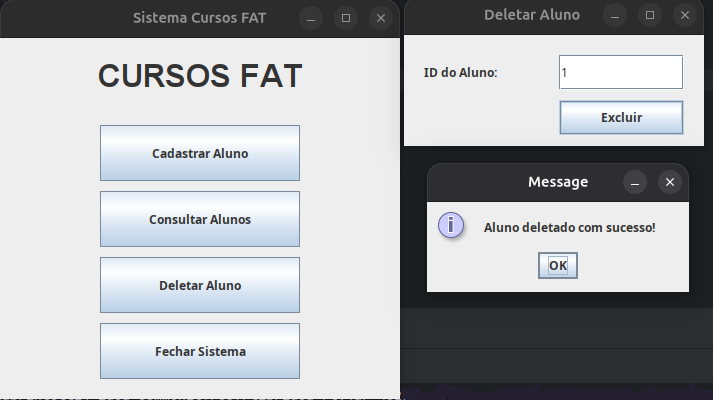 Sistema Cursos FAT
CURSOS FAT
Cadastrar Aluno
Consultar Alunos
Deletar Aluno
Fechar Sistema
Deletar Aluno
ID do Aluno:
1
Excluir
Message
i
Aluno deletado com sucesso!
OK